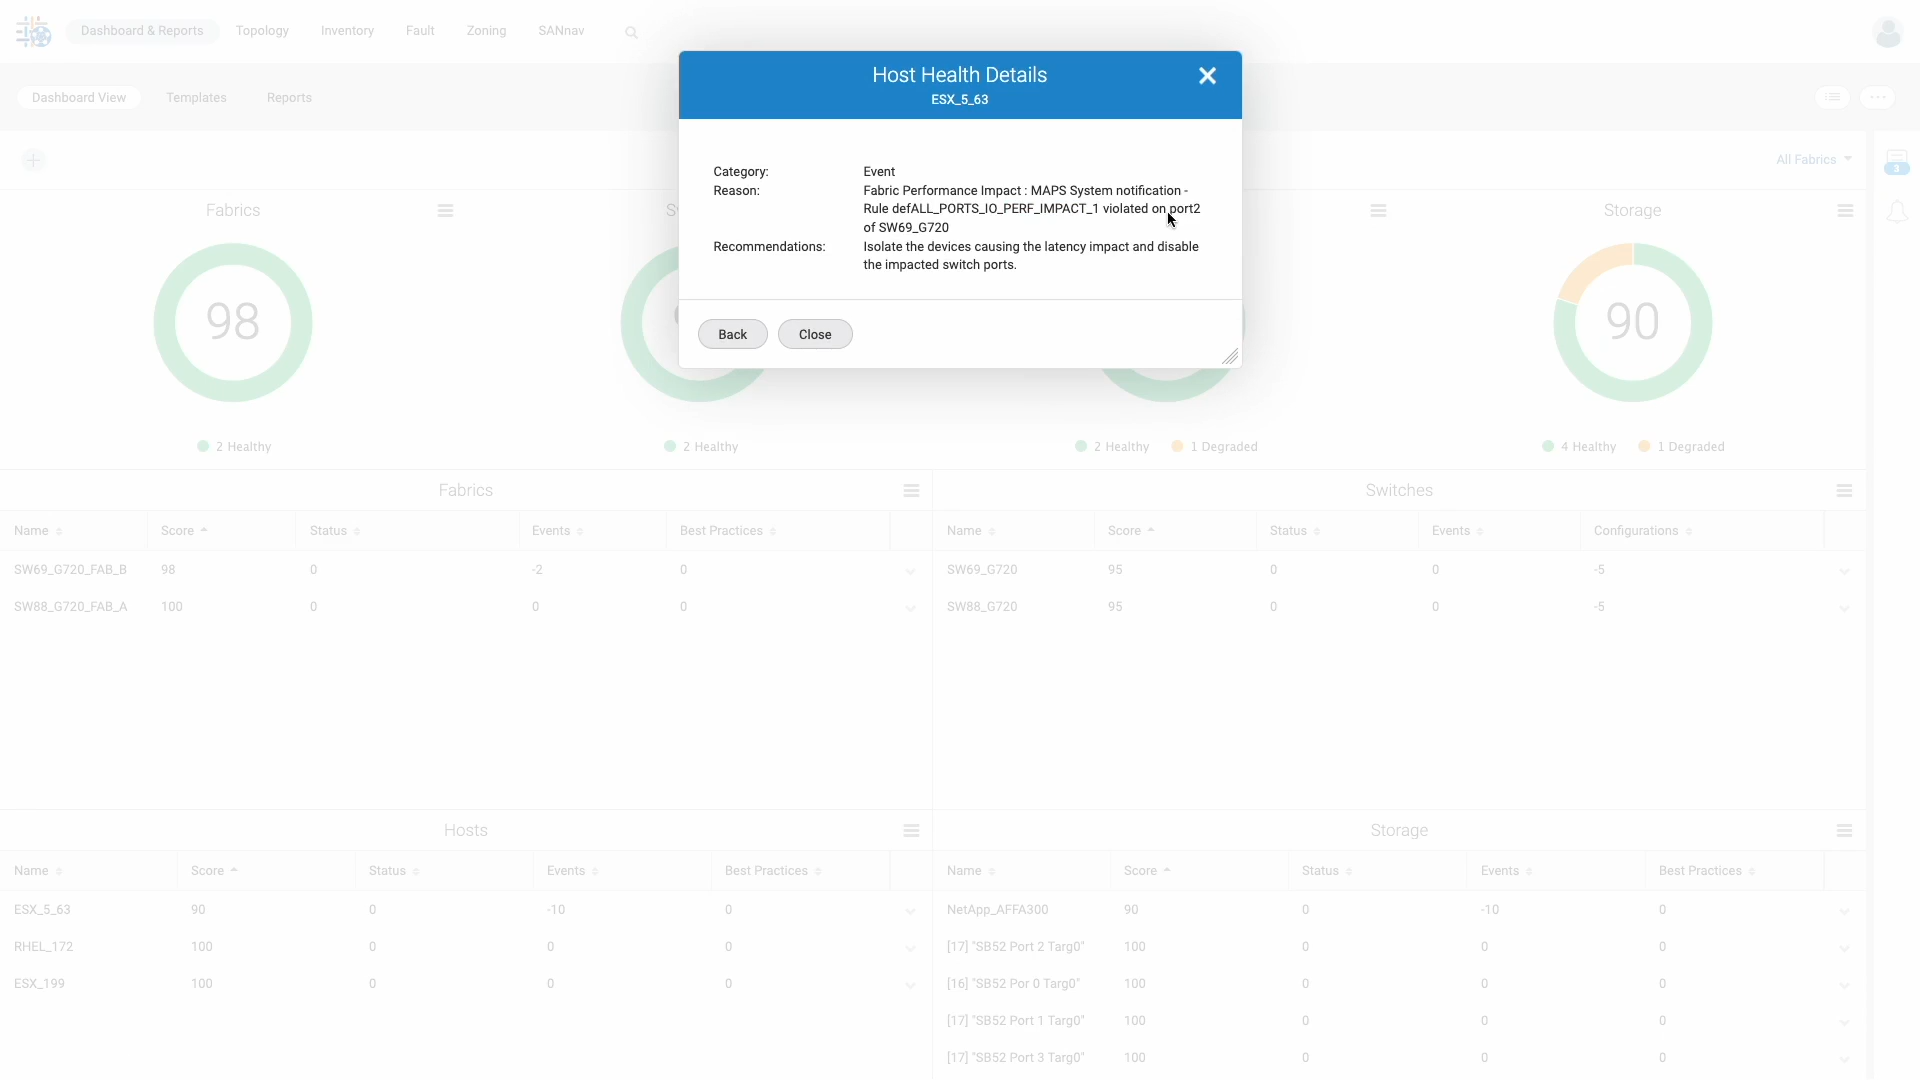 Dashboard & Reports Topology Inventory Fault Zoning SANnav
Host Health Details
ESX_5_63
Dashboard View Templates Reports
All Fabrics
3
Category: Event
Reason: Fabric Performance Impact : MAPS System notification -
Rule defALL_PORTS_IO_PERF_IMPACT_1 violated on port2
of SW69_G720
Recommendations: Isolate the devices causing the latency impact and disable
the impacted switch ports.
Back Close
Fabrics
98
2 Healthy
2 Healthy
2 Healthy 1 Degraded
Storage
90
4 Healthy 1 Degraded
Fabrics
Name Score Status Events Best Practices
SW69_G720_FAB_B 98 0 -2 0
SW88_G720_FAB_A 100 0 0 0
Switches
Name Score Status Events Configurations
SW69_G720 95 0 0 -5
SW88_G720 95 0 0 -5
Hosts
Name Score Status Events Best Practices
ESX_5_63 90 0 -10 0
RHEL_172 100 0 0 0
ESX_199 100 0 0 0
Storage
Name Score Status Events Best Practices
NetApp_AFFA300 90 0 -10 0
[17] "SB52 Port 2 Targ0" 100 0 0 0
[16] "SB52 Por 0 Targ0" 100 0 0 0
[17] "SB52 Port 1 Targ0" 100 0 0 0
[17] "SB52 Port 3 Targ0" 100 0 0 0